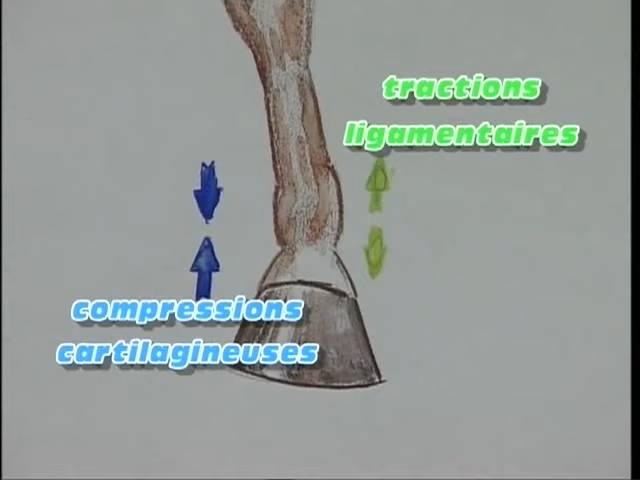 tractions
ligamentaires
compressions
cartilagineuses